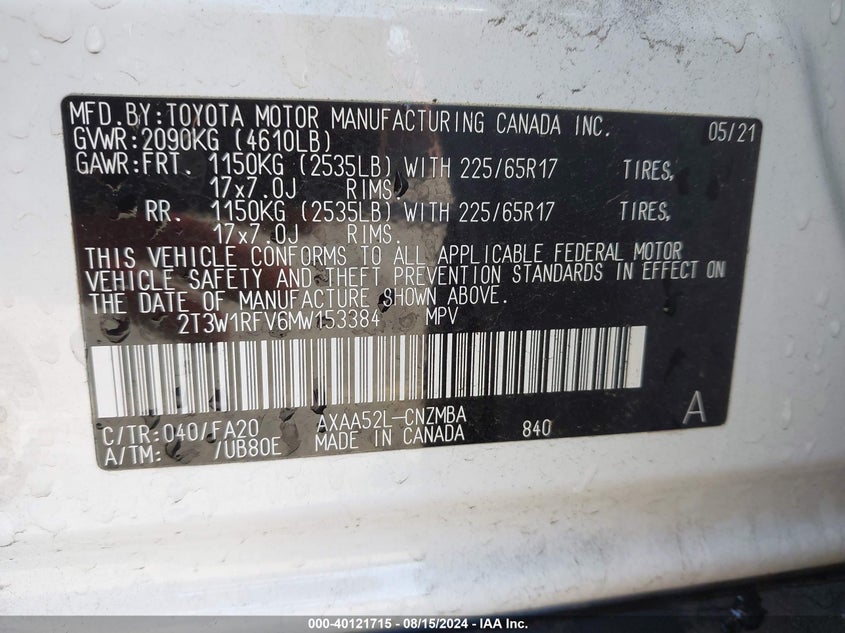 MFD.BY:TOYOTA MOTOR MANUFACTURING CANADA INC. 05/21
GVWR:2090KG (4610LB)
GAWR:FRT. 1150KG (2535LB) WITH 225/65R17 TIRES,
17x7.0J RIMS.
RR. 1150KG (2535LB) WITH 225/65R17 TIRES,
17x7.0J RIMS.
THIS VEHICLE CONFORMS TO ALL APPLICABLE FEDERAL MOTOR
VEHICLE SAFETY AND THEFT PREVENTION STANDARDS IN EFFECT ON
THE DATE OF MANUFACTURE SHOWN ABOVE.
2T3W1RFV6MW153384 MPV
C/TR:040/FA20 AXAA52L-CNZMBA A
A/TM: /UB80E MADE IN CANADA 840
000-40121715 - 08/15/2024 - IAA Inc.